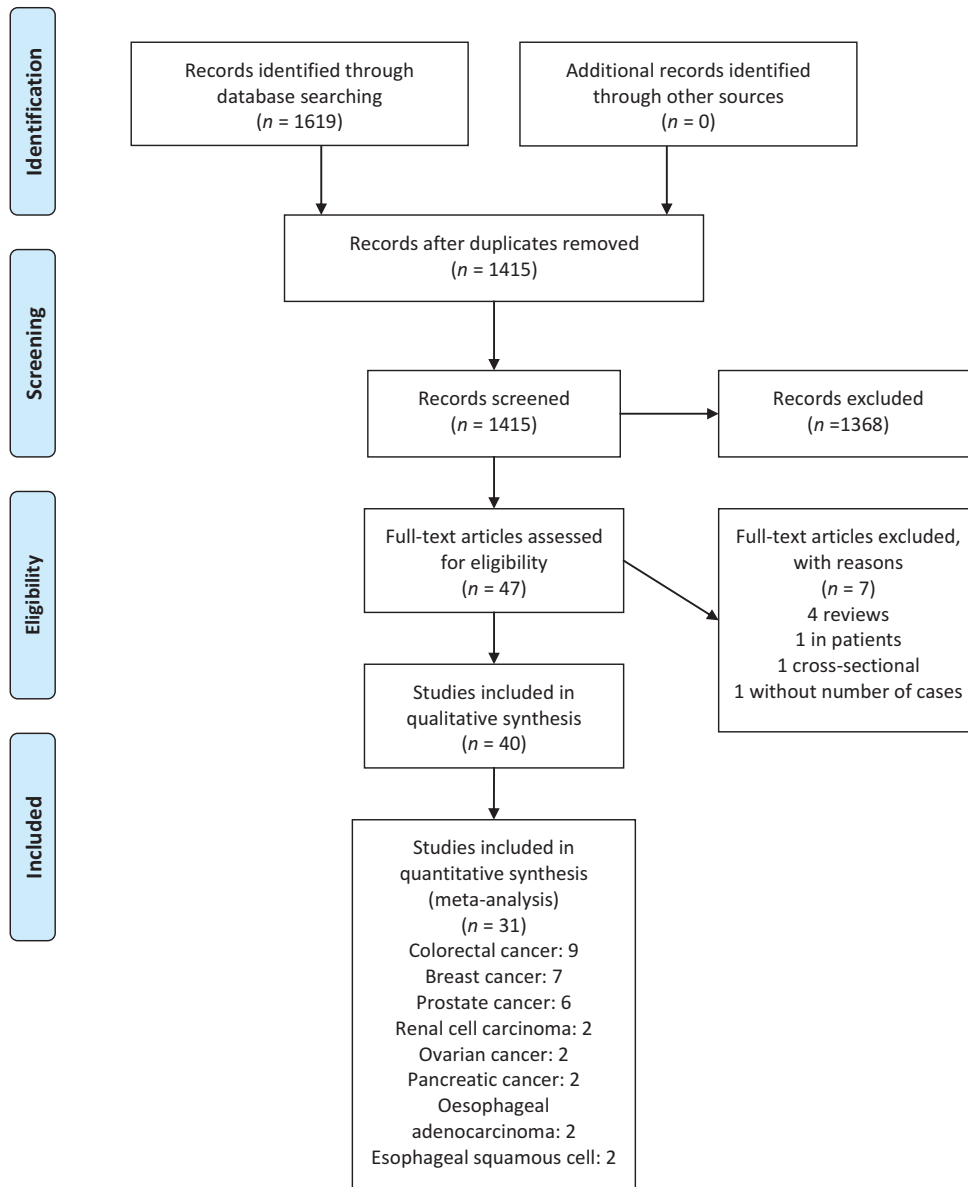 Identification
Records identified through
database searching
(n = 1619)
Additional records identified
through other sources
(n = 0)
Records after duplicates removed
(n = 1415)
Screening
Records screened
(n = 1415)
Records excluded
(n =1368)
Eligibility
Full-text articles assessed
for eligibility
(n = 47)
Full-text articles excluded,
with reasons
(n = 7)
4 reviews
1 in patients
1 cross-sectional
1 without number of cases
Studies included in
qualitative synthesis
(n = 40)
Included
Studies included in
quantitative synthesis
(meta-analysis)
(n = 31)
Colorectal cancer: 9
Breast cancer: 7
Prostate cancer: 6
Renal cell carcinoma: 2
Ovarian cancer: 2
Pancreatic cancer: 2
Oesophageal
adenocarcinoma: 2
Esophageal squamous cell: 2